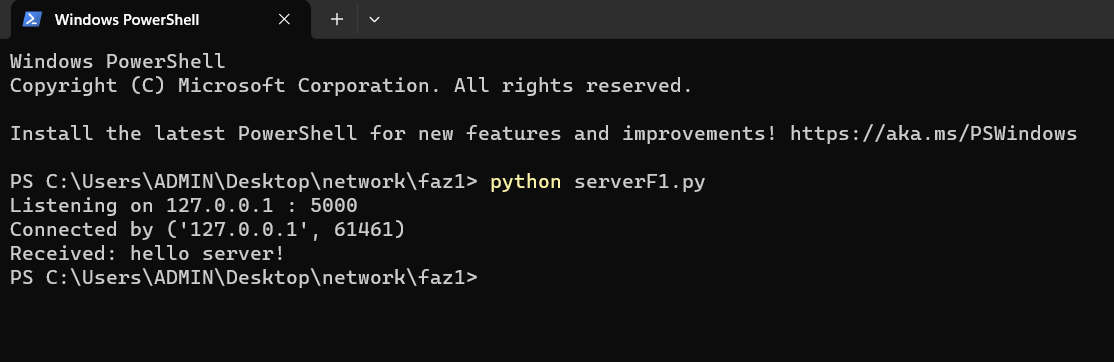 Windows PowerShell
Windows PowerShell
Copyright (C) Microsoft Corporation. All rights reserved.
Install the latest PowerShell for new features and improvements! https://aka.ms/PSWindows
PS C:\Users\ADMIN\Desktop\network\faz1> python serverF1.py
Listening on 127.0.0.1 : 5000
Connected by ('127.0.0.1', 61461)
Received: hello server!
PS C:\Users\ADMIN\Desktop\network\faz1>